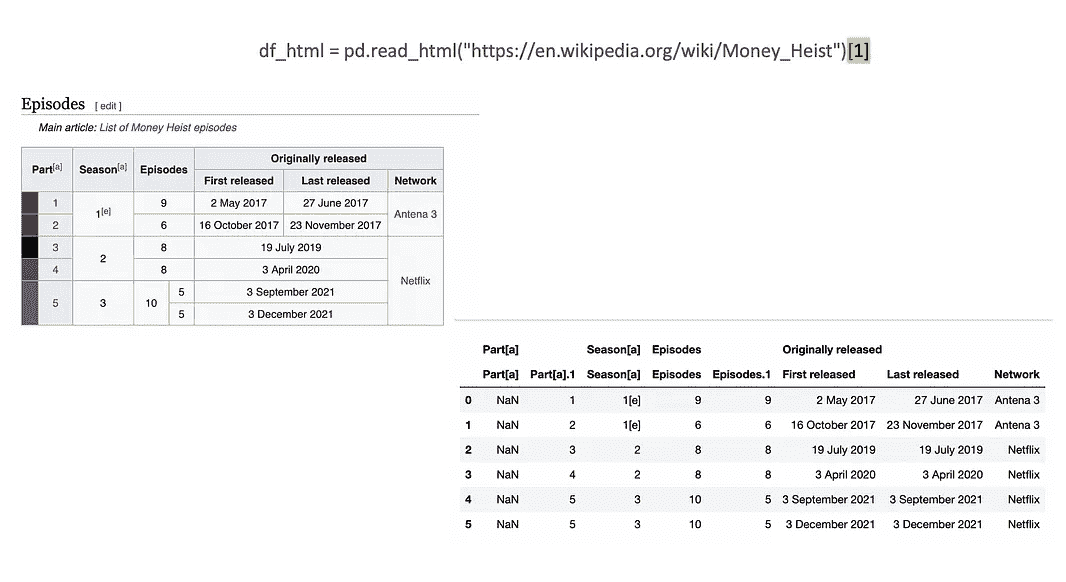 df_html = pd.read_html("https://en.wikipedia.org/wiki/Money_Heist")[1]
Episodes [ edit ]
Main article: List of Money Heist episodes
Part[a] Season[a] Episodes Originally released
First released Last released Network
1 1[e] 9 2 May 2017 27 June 2017 Antena 3
2 6 16 October 2017 23 November 2017
3 2 8 19 July 2019 Netflix
4 8 3 April 2020
5 3 10 5 3 September 2021
5 3 December 2021
Part[a] Season[a] Episodes Originally released
Part[a] Part[a].1 Season[a] Episodes Episodes.1 First released Last released Network
0 NaN 1 1[e] 9 9 2 May 2017 27 June 2017 Antena 3
1 NaN 2 1[e] 6 6 16 October 2017 23 November 2017 Antena 3
2 NaN 3 2 8 8 19 July 2019 19 July 2019 Netflix
3 NaN 4 2 8 8 3 April 2020 3 April 2020 Netflix
4 NaN 5 3 10 5 3 September 2021 3 September 2021 Netflix
5 NaN 5 3 10 5 3 December 2021 3 December 2021 Netflix